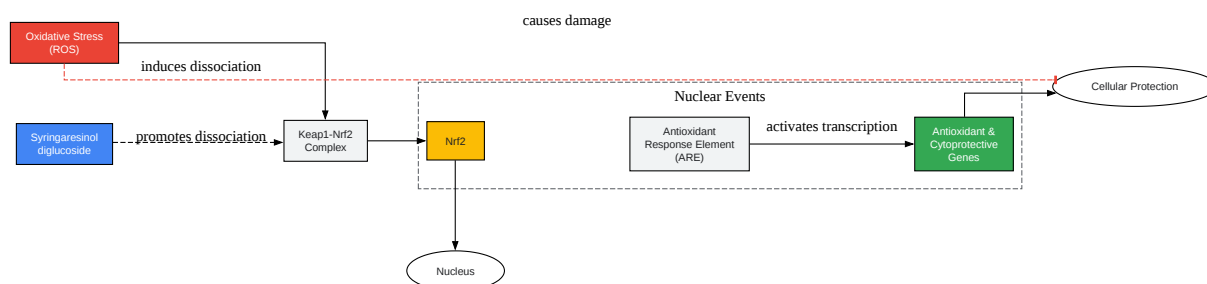 causes damage
Oxidative Stress
(ROS)
induces dissociation
Cellular Protection
Nuclear Events
Syringaresinol
diglucoside
promotes dissociation
Keap1-Nrf2
Complex
Nrf2
Antioxidant
Response Element
(ARE)
activates transcription
Antioxidant &
Cytoprotective
Genes
Nucleus